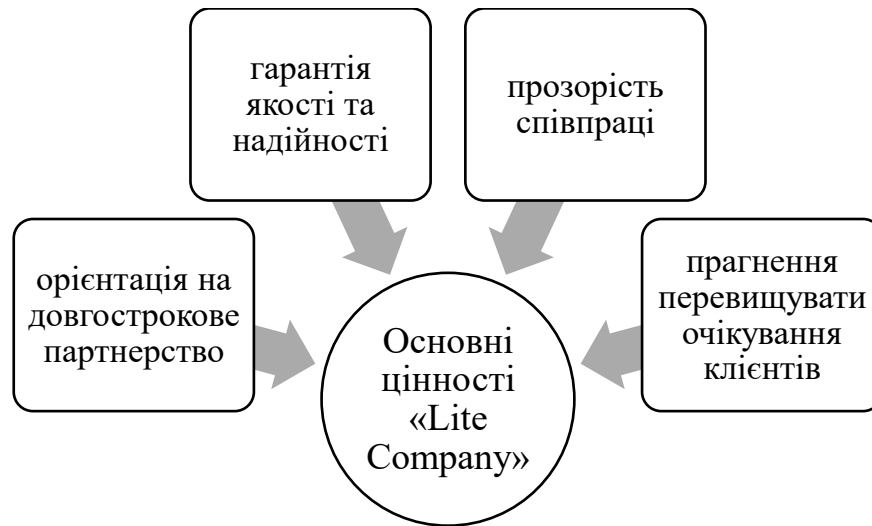 гарантія
якості та
надійності
прозорість
співпраці
орієнтація на
довгострокове
партнерство
прагнення
перевищувати
очікування
клієнтів
Основні
цінності
«Lite
Company»